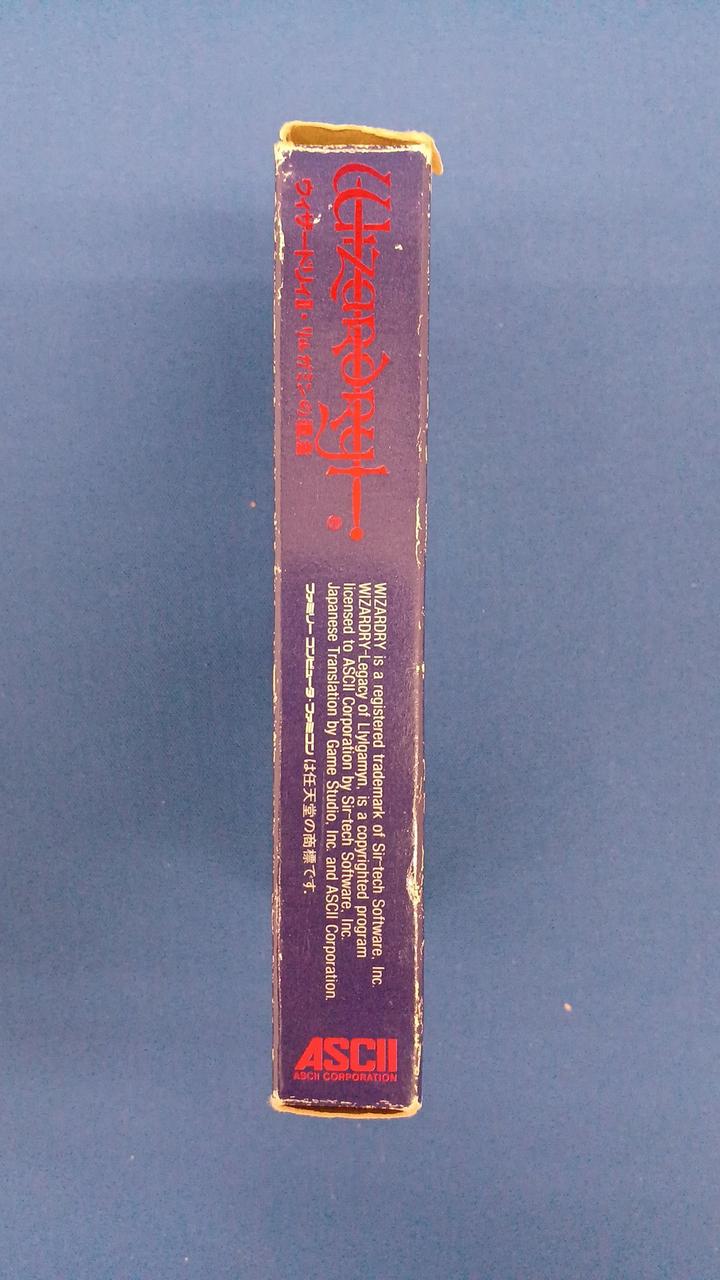 Wizardry®
ウィザードリィⅡ・リルガミンの遺産
WIZARDRY is a registered trademark of Sir-tech Software, Inc.
WIZARDRY-Legacy of Llylgamyn, is a copyrighted program
licensed to ASCII Corporation by Sir-tech Software, Inc.
Japanese Translation by Game Studio, Inc. and ASCII Corporation.
ファミリーコンピュータ・ファミコンは任天堂の商標です.
ASCII
ASCII CORPORATION